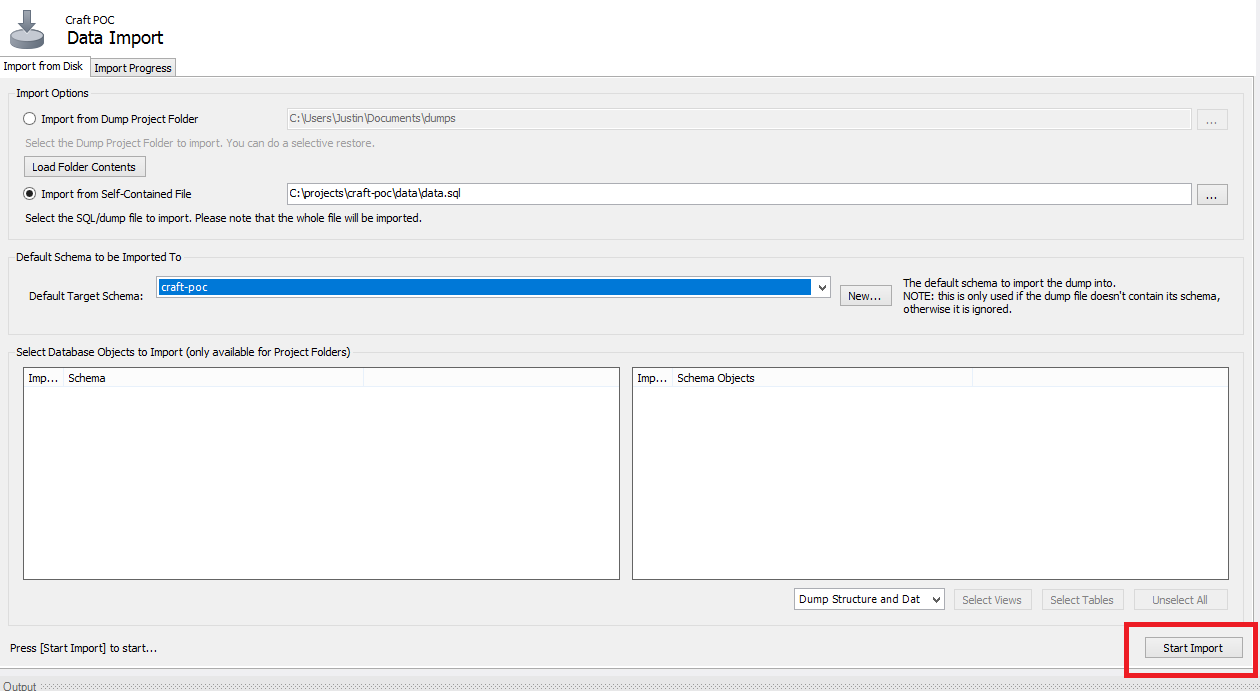 Craft POC
Data Import
Import from Disk
Import Progress
Import Options
Import from Dump Project Folder
C:\Users\Justin\Documents\dumps
...
Select the Dump Project Folder to import. You can do a selective restore.
Load Folder Contents
Import from Self-Contained File
C:\projects\craft-poc\data\data.sql
...
Select the SQL/dump file to import. Please note that the whole file will be imported.
Default Schema to be Imported To
Default Target Schema:
craft-poc
New...
The default schema to import the dump into.
NOTE: this is only used if the dump file doesn't contain its schema,
otherwise it is ignored.
Select Database Objects to Import (only available for Project Folders)
Imp... Schema
Imp... Schema Objects
Dump Structure and Dat
Select Views
Select Tables
Unselect All
Press [Start Import] to start...
Start Import
Output